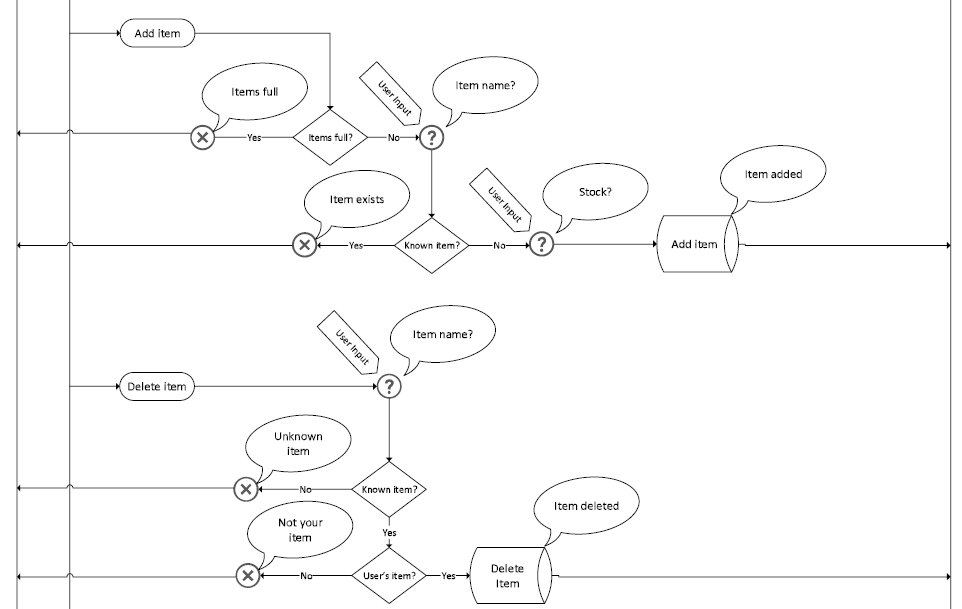 Add item
Items full
User Input
Item name?
Yes
Items full?
No
Item exists
User Input
Stock?
Item added
Yes
Known item?
No
Add item
User Input
Item name?
Delete item
Unknown
item
No
Known item?
Yes
Not your
item
Item deleted
No
User's item?
Yes
Delete
Item